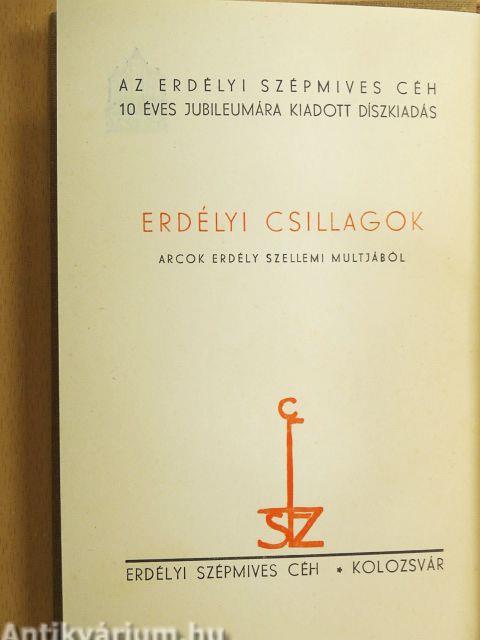 AZ ERDÉLYI SZÉPMIVES CÉH
10 ÉVES JUBILEUMÁRA KIADOTT DÍSZKIADÁS
ERDÉLYI CSILLAGOK
ARCOK ERDÉLY SZELLEMI MULTJÁBÓL
ERDÉLYI SZÉPMIVES CÉH * KOLOZSVÁR
Antikvárium.hu